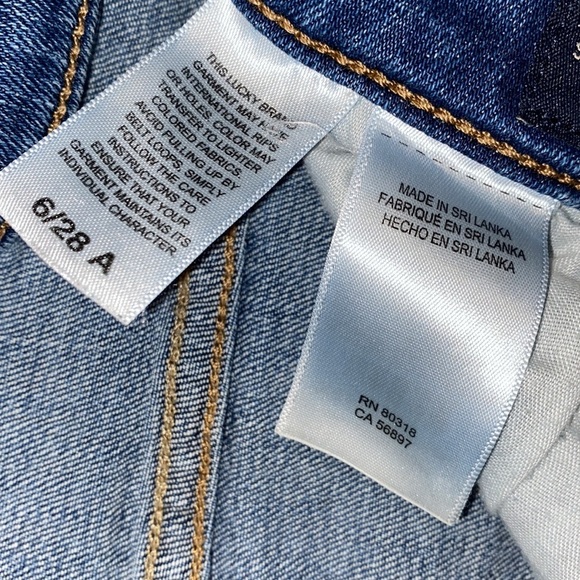 THIS LUCKY BRAND
GARMENT MAY HAVE
INTERNATIONAL RIPS
OR HOLES. COLOR MAY
TRANSFER TO LIGHTER
COLORED FABRICS.
AVOID PULLING UP BY
BELT LOOPS. SIMPLY
FOLLOW THE CARE
INSTRUCTIONS TO
ENSURE THAT YOUR
GARMENT MAINTAINS ITS
INDIVIDUAL CHARACTER.
6/28 A
MADE IN SRI LANKA
FABRIQUÉ EN SRI LANKA
HECHO EN SRI LANKA
RN 80318
CA 56897